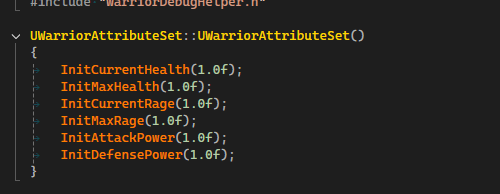 #include "WarriorDebugHelper.h"
UWarriorAttributeSet::UWarriorAttributeSet()
{
InitCurrentHealth(1.0f);
InitMaxHealth(1.0f);
InitCurrentRage(1.0f);
InitMaxRage(1.0f);
InitAttackPower(1.0f);
InitDefensePower(1.0f);
}